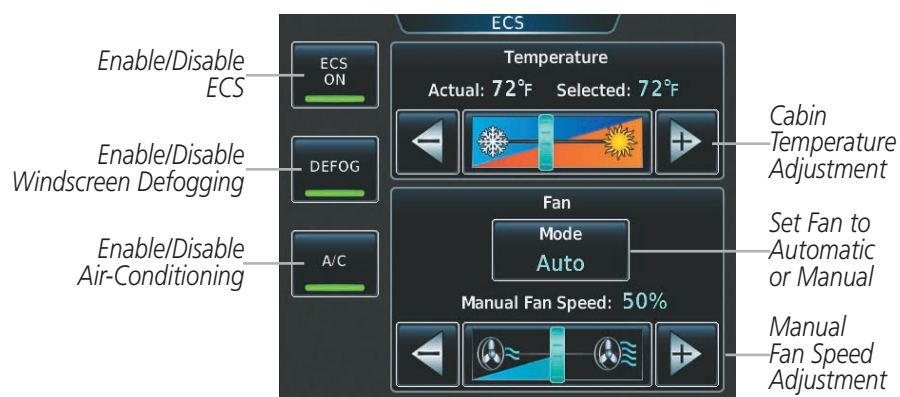 ECS
Enable/Disable
ECS
ECS
ON
Enable/Disable
Windscreen Defogging
DEFOG
Enable/Disable
Air-Conditioning
A/C
Temperature
Actual: 72°F Selected: 72°F
Cabin
Temperature
Adjustment
Fan
Mode
Auto
Set Fan to
Automatic
or Manual
Manual Fan Speed: 50%
Manual
Fan Speed
Adjustment